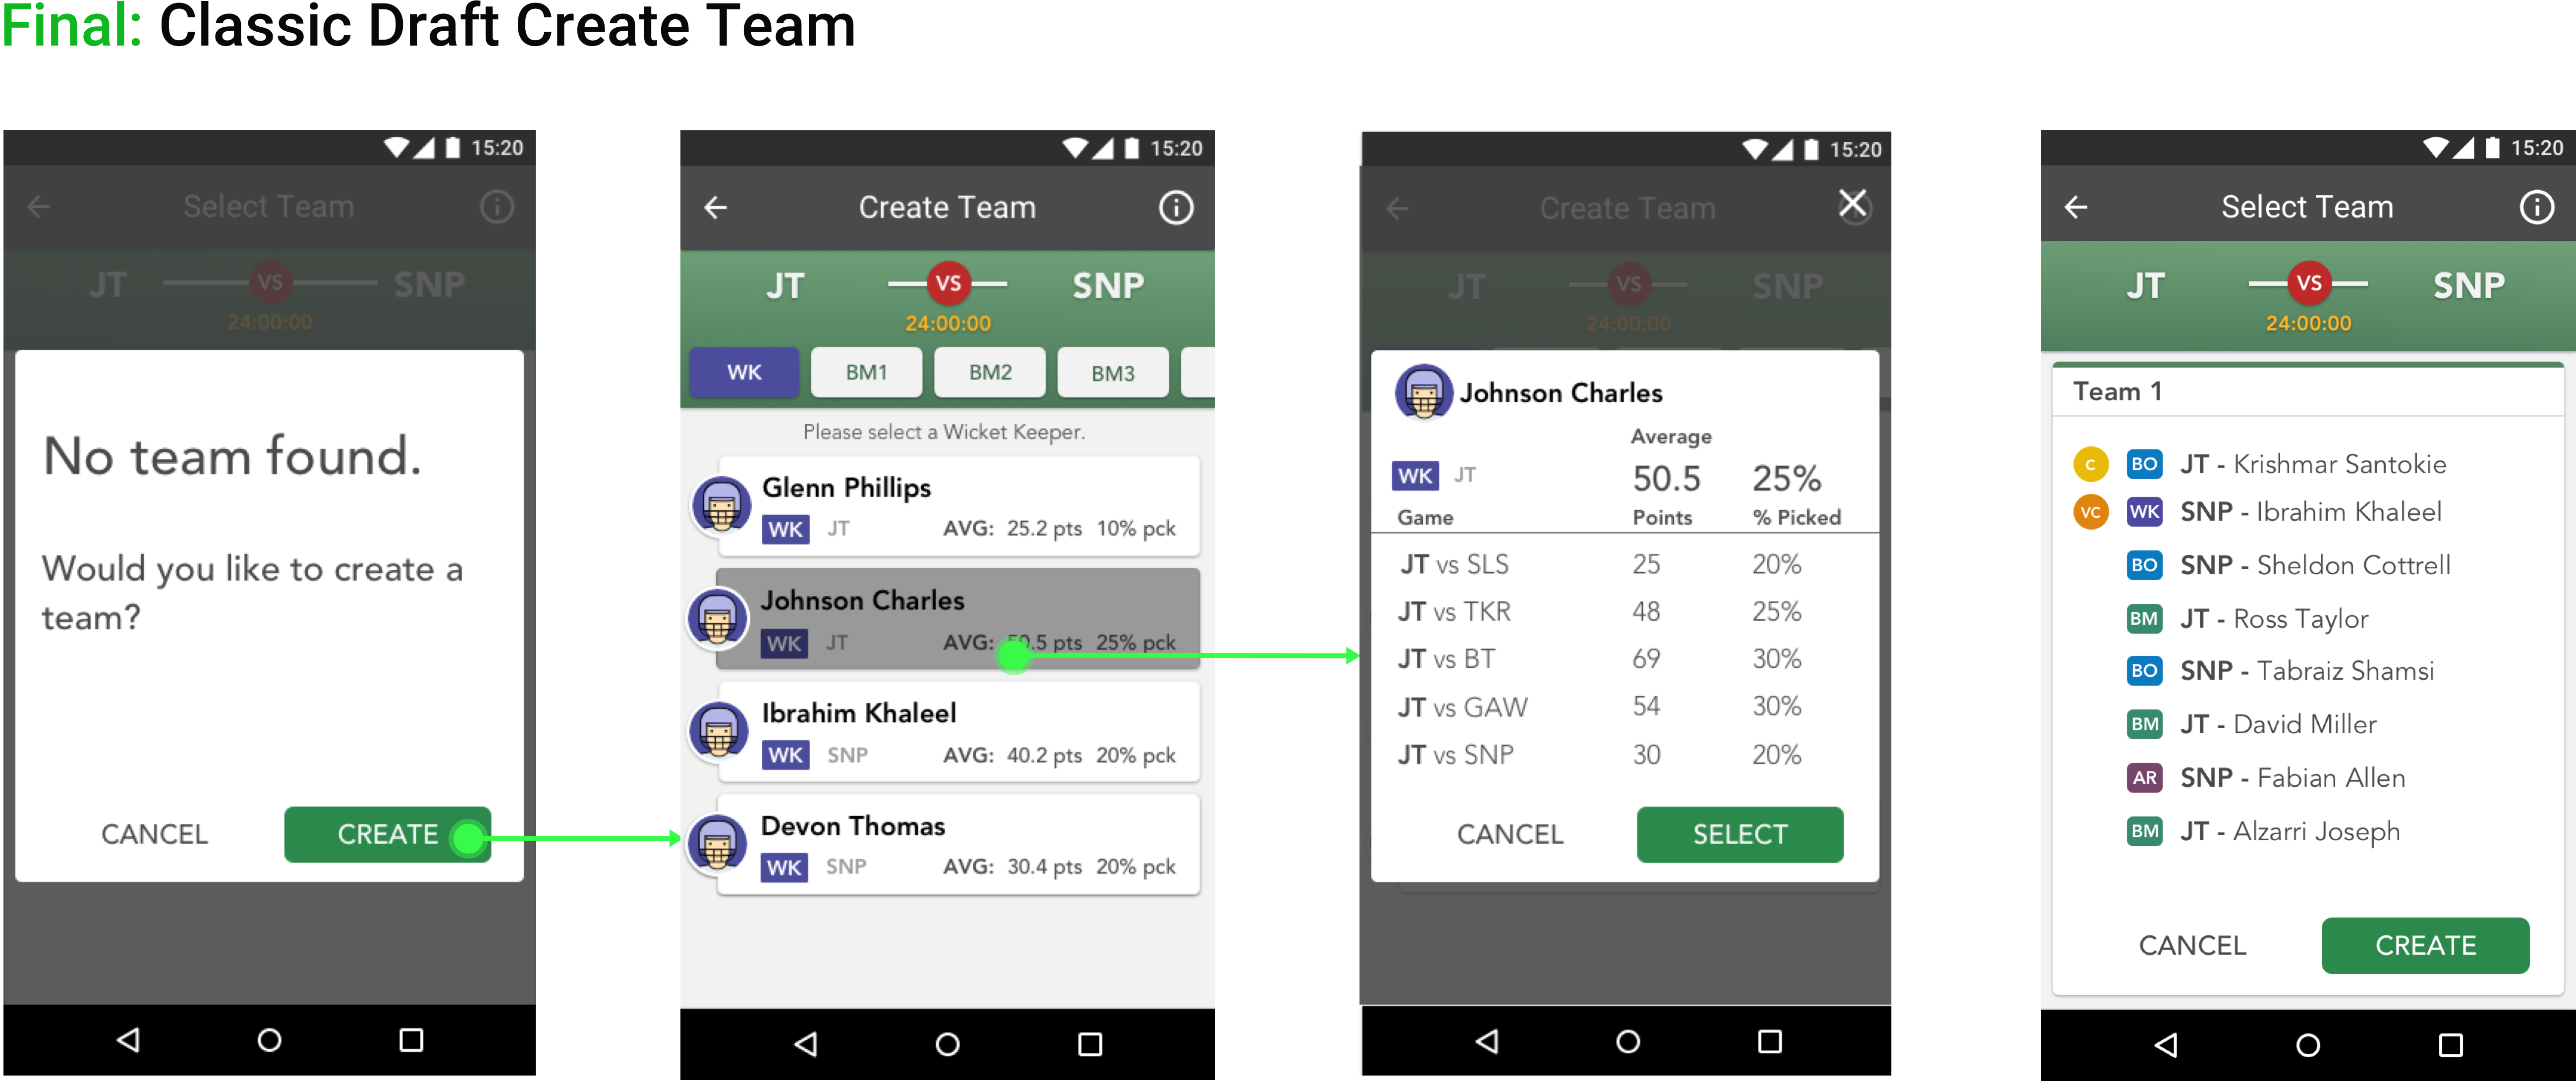 Final: Classic Draft Create Team
15:20
Select Team
JT VS SNP
24:00:00
No team found.
Would you like to create a
team?
CANCEL CREATE
15:20
Create Team
JT VS SNP
24:00:00
WK BM1 BM2 BM3
Please select a Wicket Keeper.
Glenn Phillips
WK JT AVG: 25.2 pts 10% pck
Johnson Charles
WK JT AVG: 50.5 pts 25% pck
Ibrahim Khaleel
WK SNP AVG: 40.2 pts 20% pck
Devon Thomas
WK SNP AVG: 30.4 pts 20% pck
15:20
Create Team
JT VS SNP
24:00:00
Johnson Charles
Average
WK JT 50.5 25%
Game Points % Picked
JT vs SLS 25 20%
JT vs TKR 48 25%
JT vs BT 69 30%
JT vs GAW 54 30%
JT vs SNP 30 20%
CANCEL SELECT
15:20
Select Team
JT VS SNP
24:00:00
Team 1
C BO JT - Krishmar Santokie
VC WK SNP - Ibrahim Khaleel
BO SNP - Sheldon Cottrell
BM JT - Ross Taylor
BO SNP - Tabraiz Shamsi
BM JT - David Miller
AR SNP - Fabian Allen
BM JT - Alzarri Joseph
CANCEL CREATE